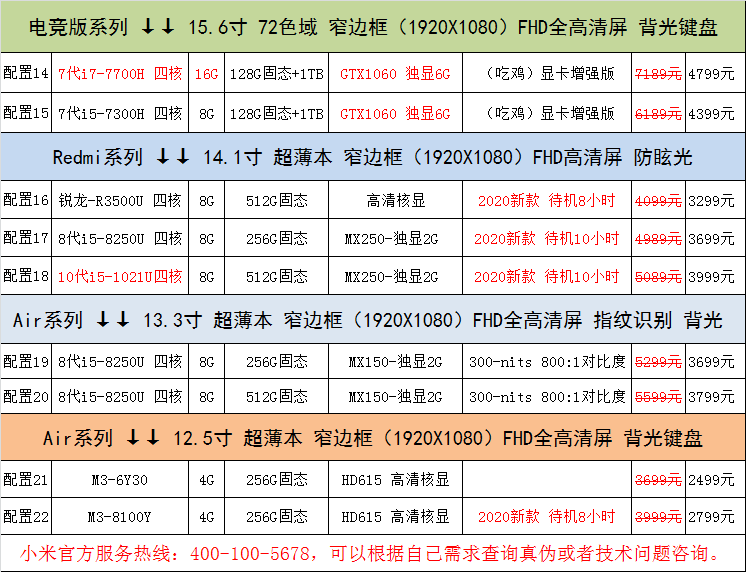 电竞版系列 ↓↓ 15.6寸 72色域 窄边框（1920X1080）FHD全高清屏 背光键盘
配置14 7代i7-7700H 四核 16G 128G固态+1TB GTX1060 独显6G （吃鸡）显卡增强版 7189元 4799元
配置15 7代i5-7300H 四核 8G 128G固态+1TB GTX1060 独显6G （吃鸡）显卡增强版 6189元 4399元
Redmi系列 ↓↓ 14.1寸 超薄本 窄边框（1920X1080）FHD高清屏 防眩光
配置16 锐龙-R3500U 四核 8G 512G固态 高清核显 2020新款 待机8小时 4099元 3299元
配置17 8代i5-8250U 四核 8G 256G固态 MX250-独显2G 2020新款 待机10小时 4989元 3699元
配置18 10代i5-1021U四核 8G 512G固态 MX250-独显2G 2020新款 待机10小时 5089元 3999元
Air系列 ↓↓ 13.3寸 超薄本 窄边框（1920X1080）FHD全高清屏 指纹识别 背光
配置19 8代i5-8250U 四核 8G 256G固态 MX150-独显2G 300-nits 800:1对比度 5299元 3699元
配置20 8代i5-8250U 四核 8G 512G固态 MX150-独显2G 300-nits 800:1对比度 5599元 3799元
Air系列 ↓↓ 12.5寸 超薄本 窄边框（1920X1080）FHD全高清屏 背光键盘
配置21 M3-6Y30 4G 256G固态 HD615 高清核显 3699元 2499元
配置22 M3-8100Y 4G 256G固态 HD615 高清核显 2020新款 待机8小时 3999元 2799元
小米官方服务热线：400-100-5678，可以根据自已需求查询真伪或者技术问题咨询。